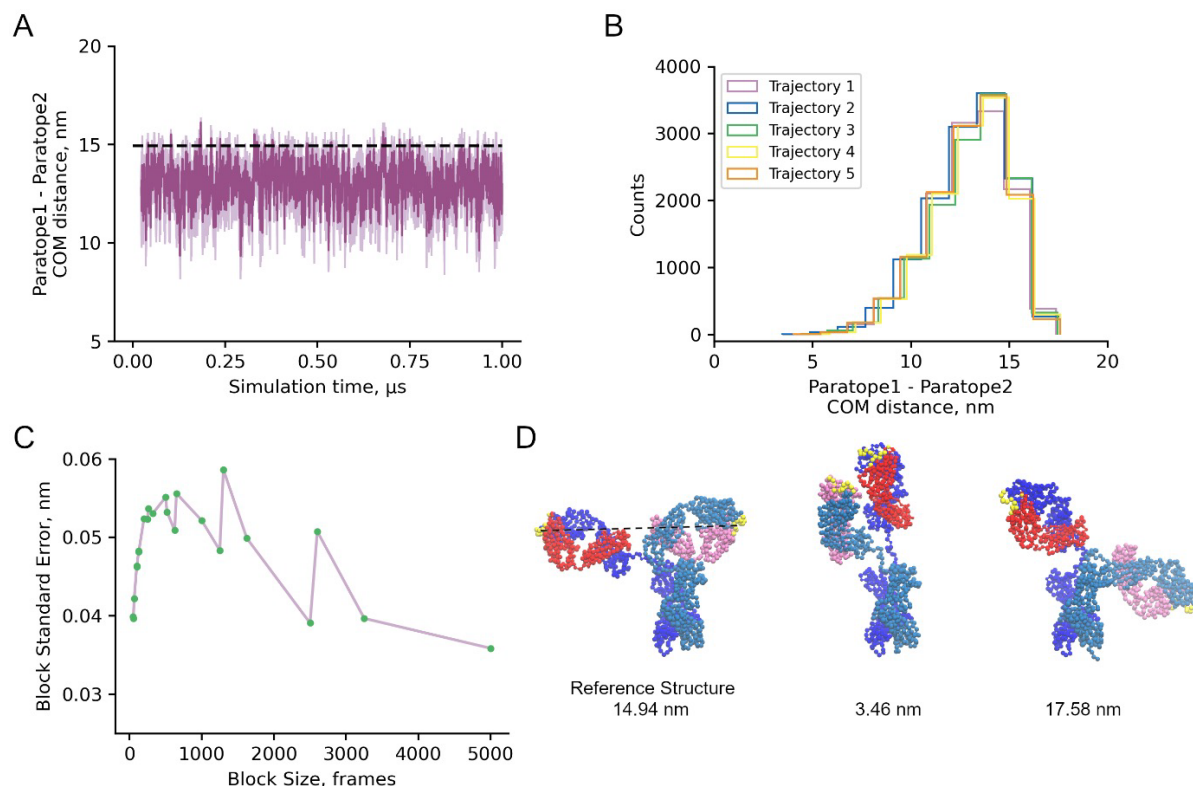 A
20
15
10
5
Paratope1 - Paratope2
COM distance, nm
0.00 0.25 0.50 0.75 1.00
Simulation time, µs
B
4000
3000
2000
1000
0
Counts
Trajectory 1
Trajectory 2
Trajectory 3
Trajectory 4
Trajectory 5
0 5 10 15 20
Paratope1 - Paratope2
COM distance, nm
C
0.06
0.05
0.04
0.03
Block Standard Error, nm
0 1000 2000 3000 4000 5000
Block Size, frames
D
Reference Structure
14.94 nm
3.46 nm
17.58 nm